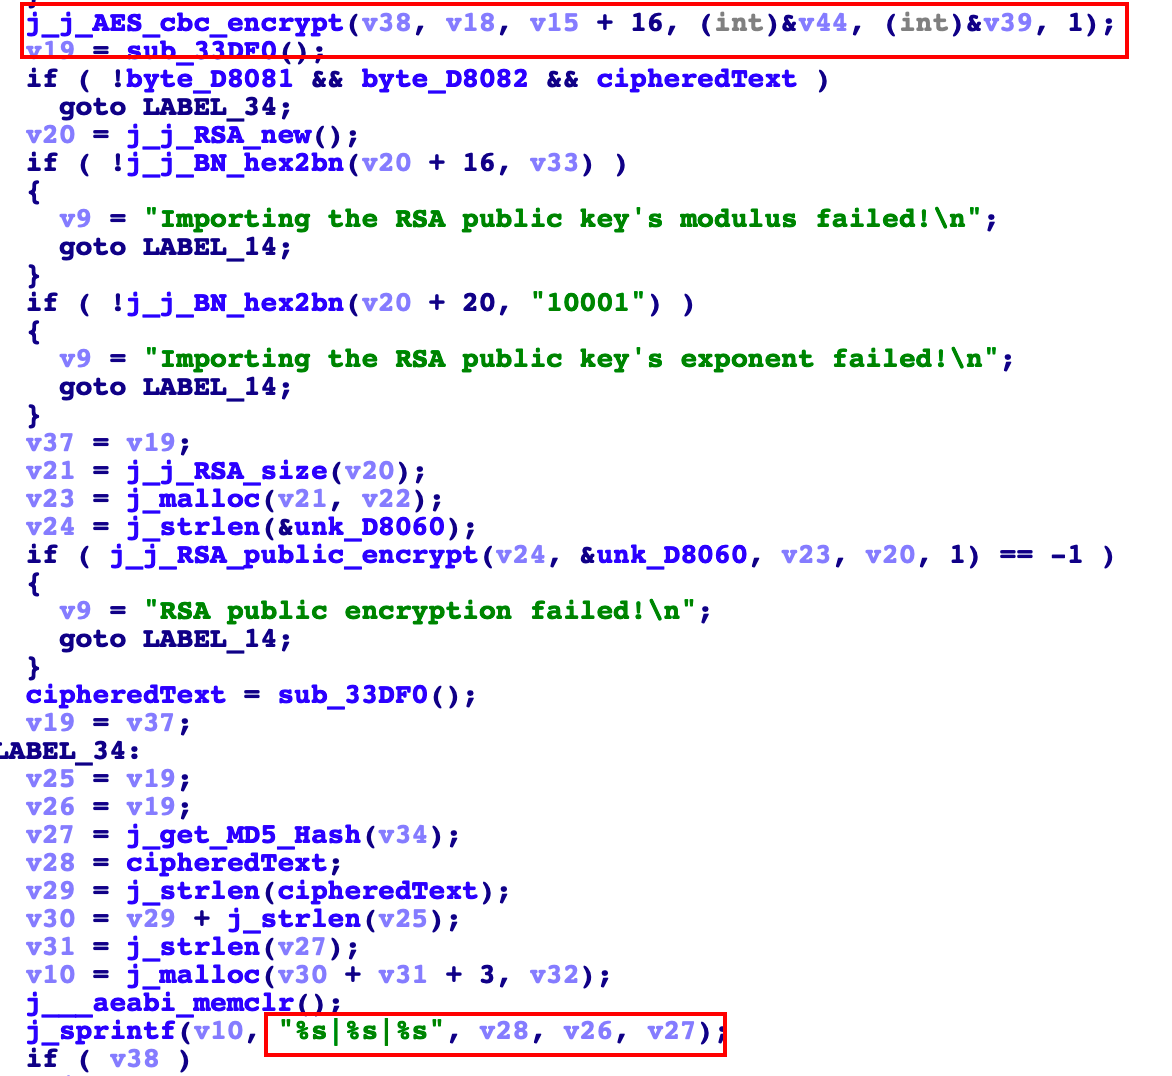 j_j_AES_cbc_encrypt(v38, v18, v15 + 16, (int)&v44, (int)&v39, 1);
v19 = sub_33DF0();
if ( !byte_D8081 && byte_D8082 && cipheredText )
goto LABEL_34;
v20 = j_j_RSA_new();
if ( !j_j_BN_hex2bn(v20 + 16, v33) )
{
v9 = "Importing the RSA public key's modulus failed!\n";
goto LABEL_14;
}
if ( !j_j_BN_hex2bn(v20 + 20, "10001") )
{
v9 = "Importing the RSA public key's exponent failed!\n";
goto LABEL_14;
}
v37 = v19;
v21 = j_j_RSA_size(v20);
v23 = j_malloc(v21, v22);
v24 = j_strlen(&unk_D8060);
if ( j_j_RSA_public_encrypt(v24, &unk_D8060, v23, v20, 1) == -1 )
{
v9 = "RSA public encryption failed!\n";
goto LABEL_14;
}
cipheredText = sub_33DF0();
v19 = v37;
LABEL_34:
v25 = v19;
v26 = v19;
v27 = j_get_MD5_Hash(v34);
v28 = cipheredText;
v29 = j_strlen(cipheredText);
v30 = v29 + j_strlen(v25);
v31 = j_strlen(v27);
v10 = j_malloc(v30 + v31 + 3, v32);
j___aeabi_memclr();
j_sprintf(v10, "%s|%s|%s", v28, v26, v27);
if ( v38 )